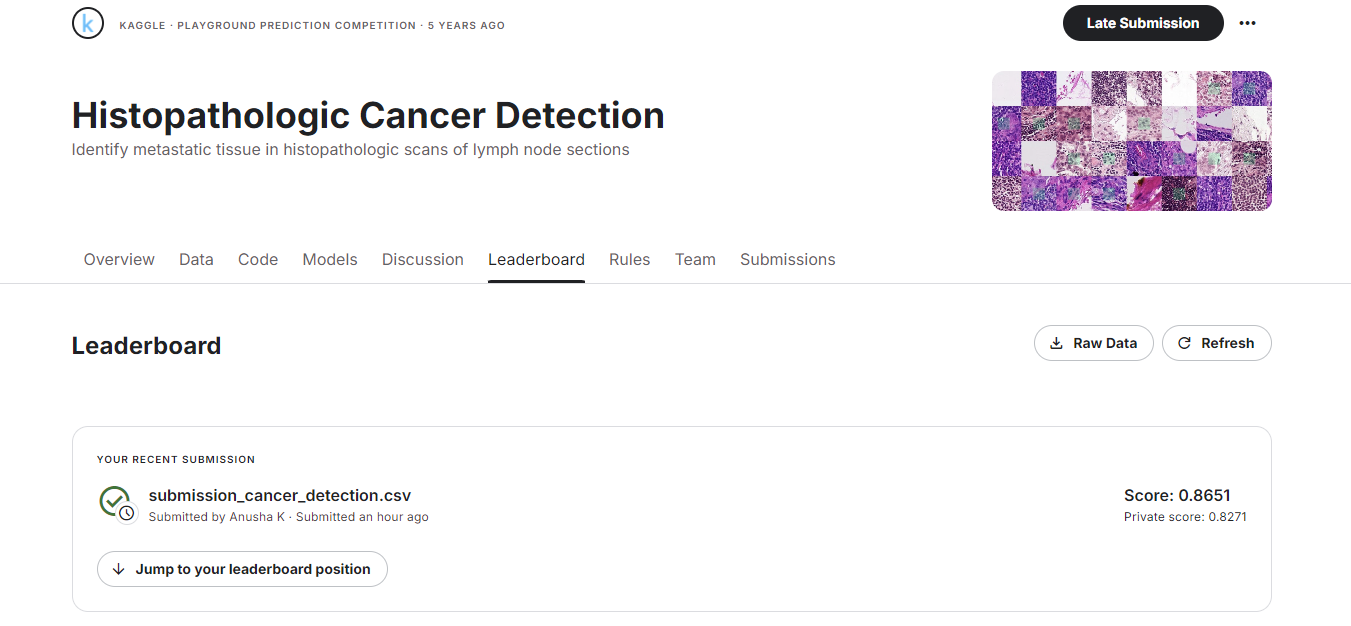 k
KAGGLE · PLAYGROUND PREDICTION COMPETITION · 5 YEARS AGO
Late Submission
Histopathologic Cancer Detection
Identify metastatic tissue in histopathologic scans of lymph node sections
Overview Data Code Models Discussion Leaderboard Rules Team Submissions
Leaderboard
Raw Data
Refresh
YOUR RECENT SUBMISSION
submission_cancer_detection.csv
Submitted by Anusha K · Submitted an hour ago
Score: 0.8651
Private score: 0.8271
Jump to your leaderboard position